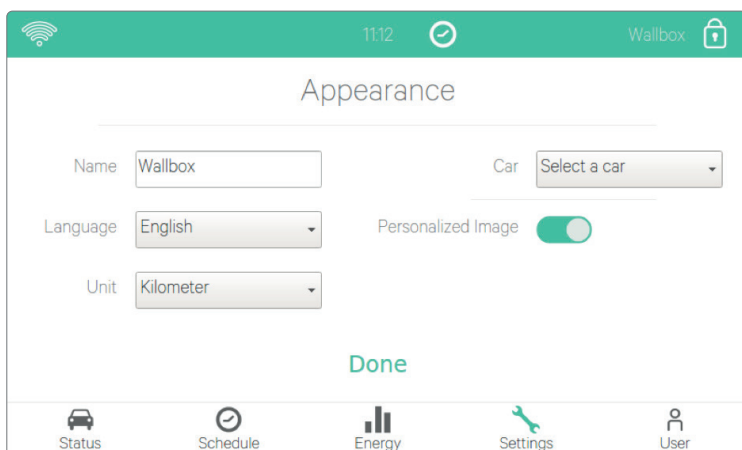 11:12 Wallbox
Appearance
Name Wallbox Car Select a car
Language English Personalized Image
Unit Kilometer
Done
Status Schedule Energy Settings User